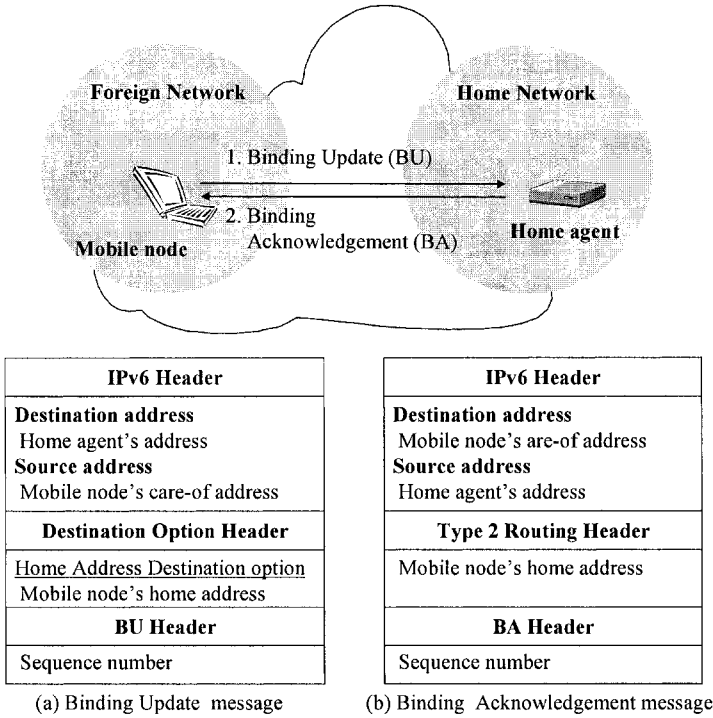 Foreign Network
Home Network
1. Binding Update (BU)
2. Binding
Acknowledgement (BA)
Mobile node
Home agent
IPv6 Header
Destination address
Home agent's address
Source address
Mobile node's care-of address
Destination Option Header
Home Address Destination option
Mobile node's home address
BU Header
Sequence number
(a) Binding Update message
IPv6 Header
Destination address
Mobile node's are-of address
Source address
Home agent's address
Type 2 Routing Header
Mobile node's home address
BA Header
Sequence number
(b) Binding Acknowledgement message